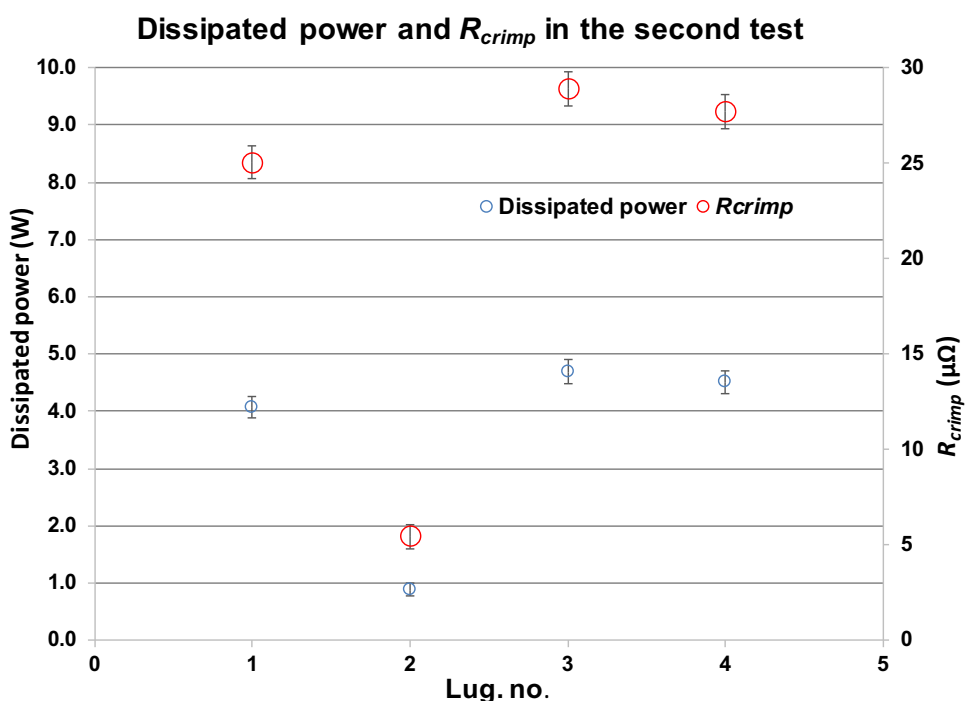 Dissipated power and Rcrimp in the second test
10.0
9.0
8.0
7.0
6.0
5.0
4.0
3.0
2.0
1.0
0.0
Dissipated power (W)
Dissipated power
Rcrimp
30
25
20
15
10
5
0
Rcrimp (μΩ)
0 1 2 3 4 5
Lug. no.